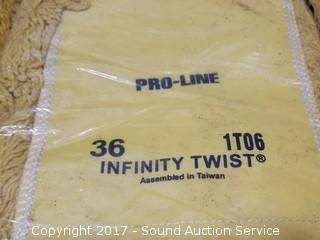 PRO-LINE
36 1T06
INFINITY TWIST®
Assembled in Taiwan
Copyright 2017 - Sound Auction Service